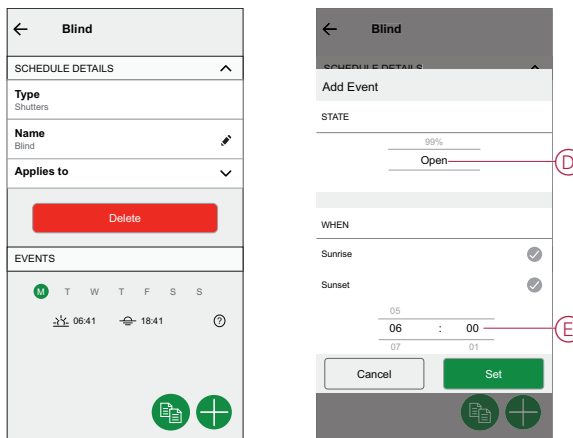 Blind
SCHEDULE DETAILS
Type
Shutters
Name
Blind
Applies to
Delete
EVENTS
M T W T F S S
06:41 18:41 ?
Blind
SCHEDULE DETAILS
Add Event
STATE
99%
Open
D
WHEN
Sunrise
Sunset
05
06 : 00
E
07 01
Cancel Set